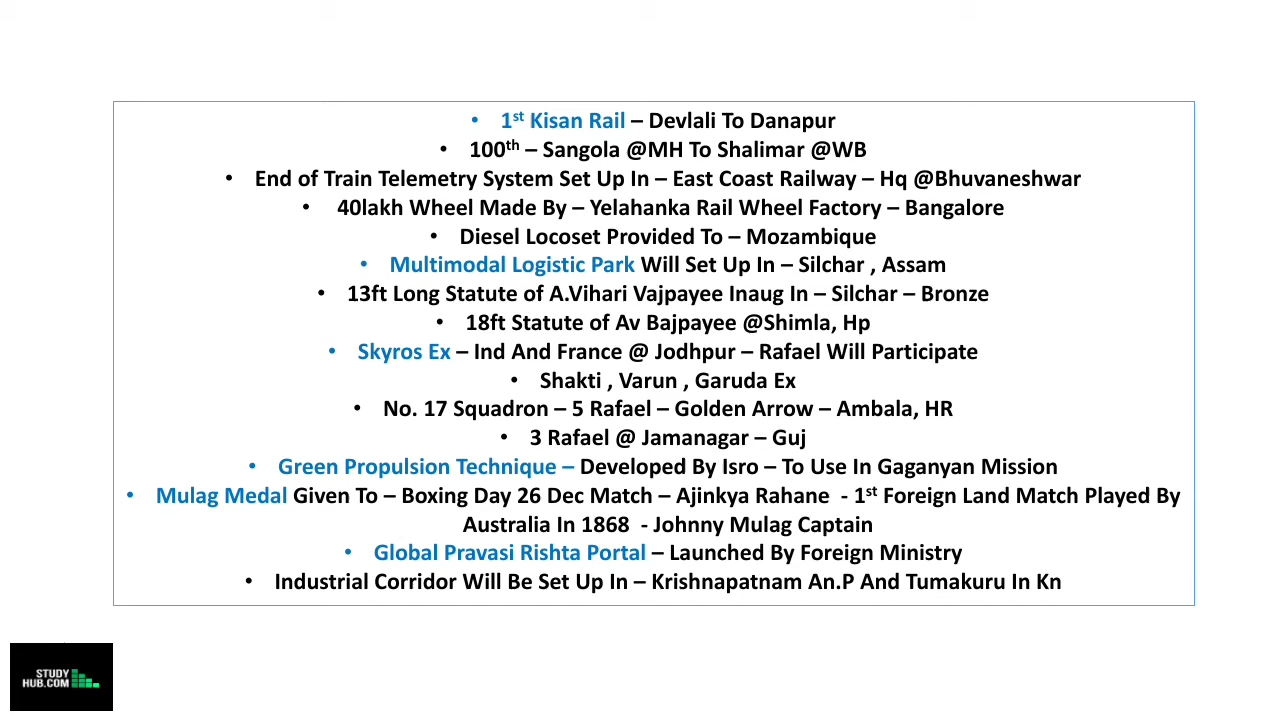 • 1st Kisan Rail – Devlali To Danapur
• 100th – Sangola @MH To Shalimar @WB
• End of Train Telemetry System Set Up In – East Coast Railway – Hq @Bhuvaneshwar
• 40lakh Wheel Made By – Yelahanka Rail Wheel Factory – Bangalore
• Diesel Locoset Provided To – Mozambique
• Multimodal Logistic Park Will Set Up In – Silchar , Assam
• 13ft Long Statute of A.Vihari Vajpayee Inaug In – Silchar – Bronze
• 18ft Statute of Av Bajpayee @Shimla, Hp
• Skyros Ex – Ind And France @ Jodhpur – Rafael Will Participate
• Shakti , Varun , Garuda Ex
• No. 17 Squadron – 5 Rafael – Golden Arrow – Ambala, HR
• 3 Rafael @ Jamanagar – Guj
• Green Propulsion Technique – Developed By Isro – To Use In Gaganyan Mission
• Mulag Medal Given To – Boxing Day 26 Dec Match – Ajinkya Rahane - 1st Foreign Land Match Played By
Australia In 1868 - Johnny Mulag Captain
• Global Pravasi Rishta Portal – Launched By Foreign Ministry
• Industrial Corridor Will Be Set Up In – Krishnapatnam An.P And Tumakuru In Kn
STUDY
HUB.COM